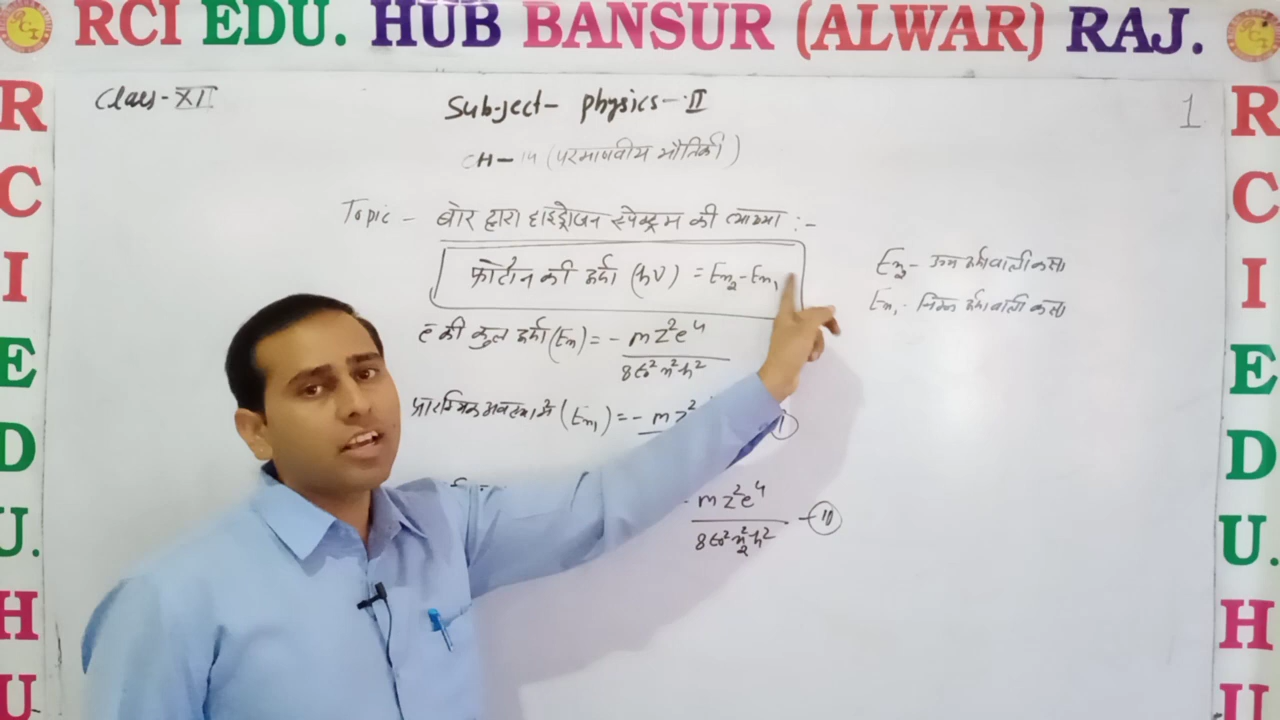 RCI EDU. HUB BANSUR (ALWAR) RAJ.
R
C
I
E
D
U.
H
U
Class - XII
Subject - physics - II
1
CH - 14 (परमाणवीय भौतिकी)
Topic - बोर द्वारा हाइड्रोजन स्पेक्ट्रम की व्याख्या :-
फोटॉन की ऊर्जा (hν) = En₂ - En₁
En₂ - उच्च ऊर्जा वाली कक्षा
En₁ - निम्न ऊर्जा वाली कक्षा
e की कुल ऊर्जा (En) = - mz²e⁴
8ε₀²n²h²
प्रारम्भिक अवस्था में (En₁) = - mz²
mz²e⁴
8ε₀²n₂²h² - (11)
R
C
I
E
D
U.
H
U